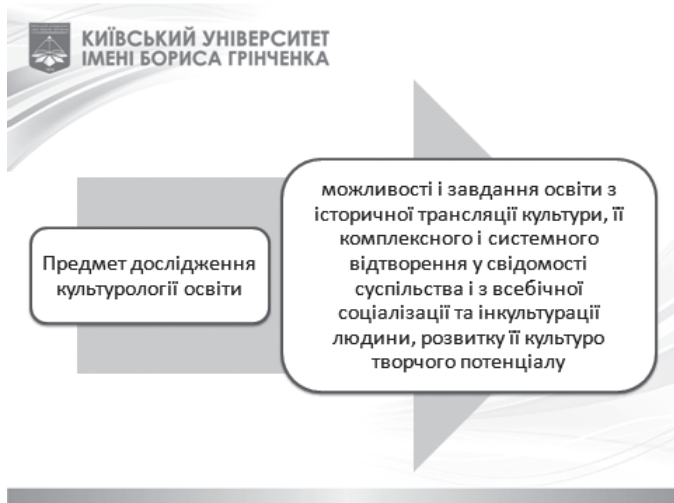 КИЇВСЬКИЙ УНІВЕРСИТЕТ
ІМЕНІ БОРИСА ГРІНЧЕНКА
Предмет дослідження
культурології освіти
можливості і завдання освіти з
історичної трансляції культури, її
комплексного і системного
відтворення у свідомості
суспільства і з всебічної
соціалізації та інкультурації
людини, розвитку її культуро
творчого потенціалу